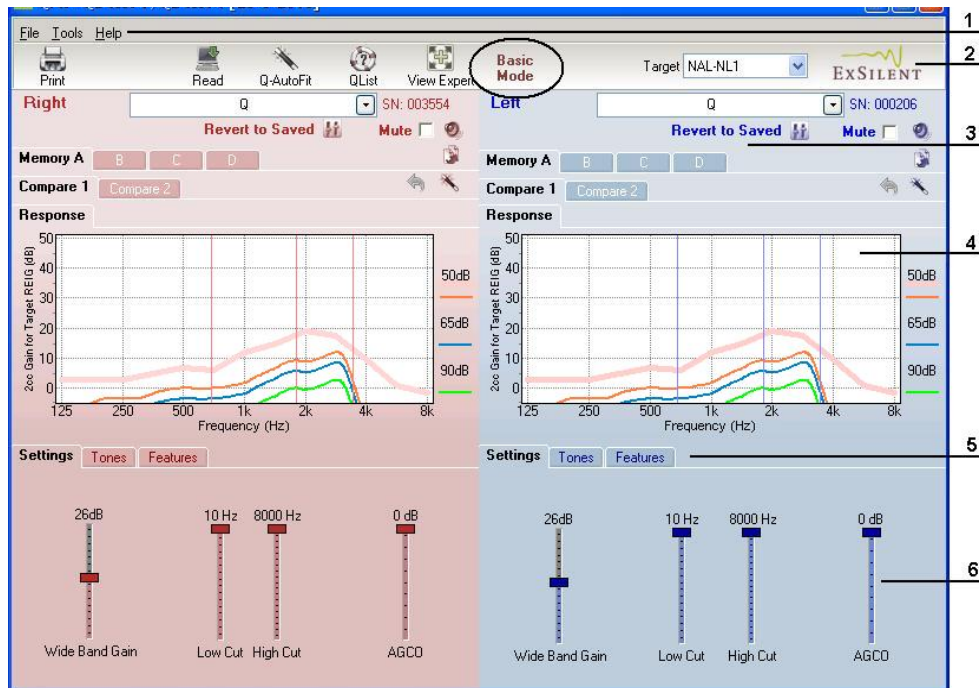 File Tools Help
1
Print Read Q-AutoFit QList View Expert Basic Mode Target NAL-NL1 EXSILENT
2
Right Q SN: 003554
Revert to Saved Mute
Memory A B C D
Compare 1 Compare 2
Response
2cc Gain for Target REIG (dB)
50
40
30
20
10
0
50dB
65dB
90dB
125 250 500 1k 2k 4k 8k
Frequency (Hz)
Settings Tones Features
26dB 10 Hz 8000 Hz 0 dB
Wide Band Gain Low Cut High Cut AGCO
Left Q SN: 000206
Revert to Saved Mute
3
Memory A B C D
Compare 1 Compare 2
Response
2cc Gain for Target REIG (dB)
50
40
30
20
10
0
4
50dB
65dB
90dB
125 250 500 1k 2k 4k 8k
Frequency (Hz)
Settings Tones Features
5
26dB 10 Hz 8000 Hz 0 dB
6
Wide Band Gain Low Cut High Cut AGCO